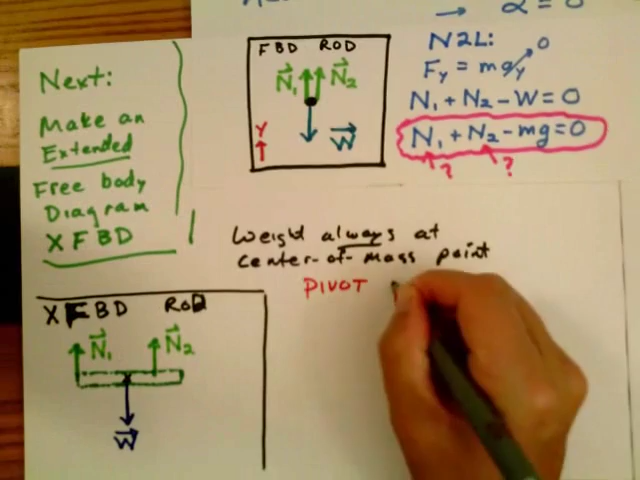 α = 0
Next:
Make an
Extended
Free body
Diagram
XFBD
FBD ROD
N₁ N₂
Y
W
N2L:
Fy = may 0
N₁ + N₂ - W = 0
N₁ + N₂ - mg = 0
? ?
Weight always at
center-of-mass point
PIVOT
XFBD ROD
N₁ N₂
W